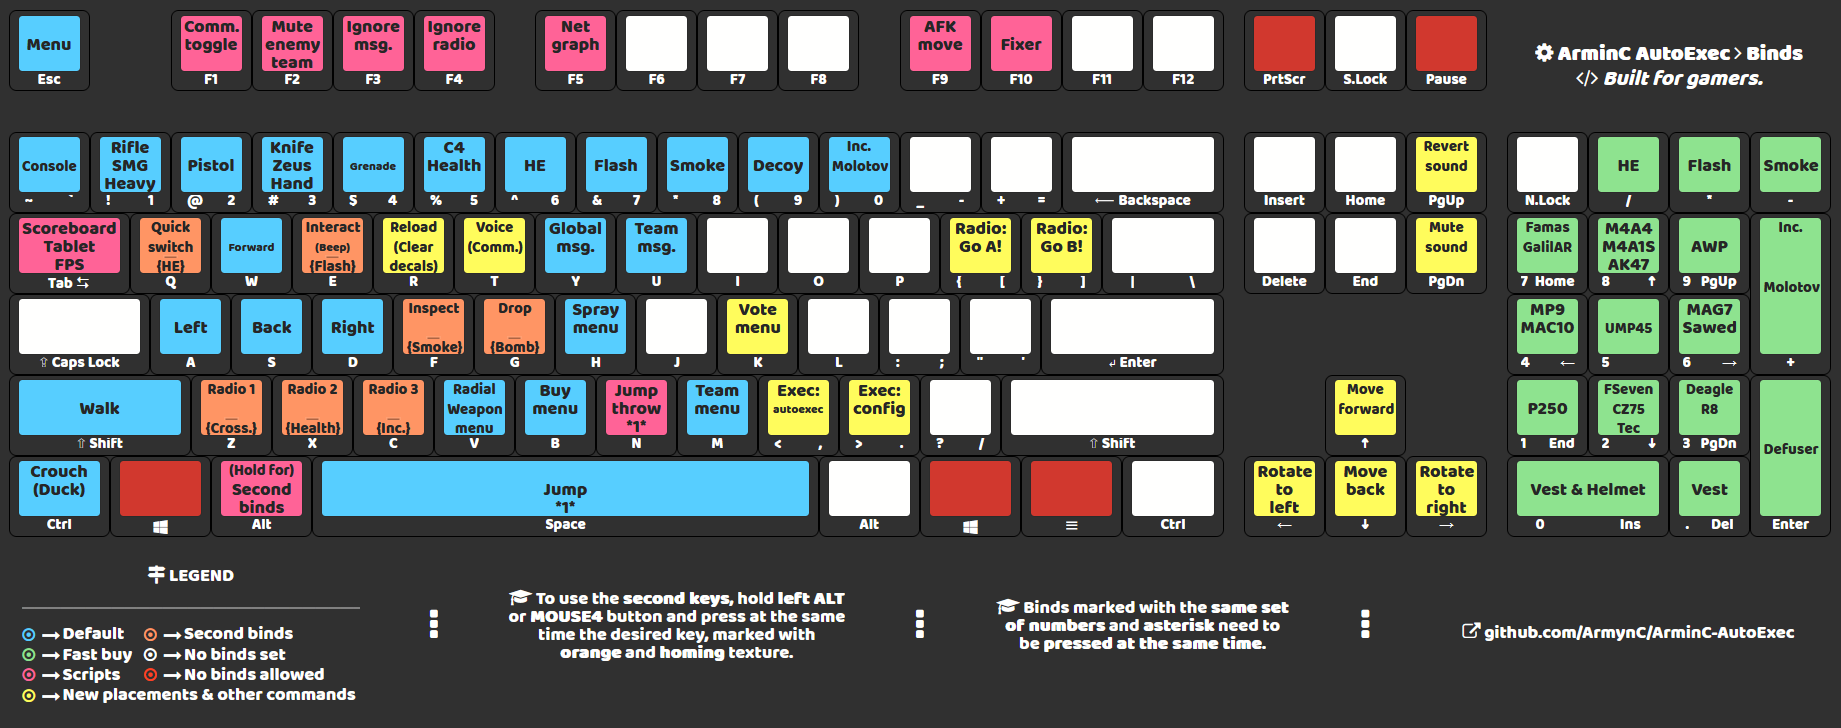 Menu
Esc
Comm.
toggle
F1
Mute
enemy
team
F2
Ignore
msg.
F3
Ignore
radio
F4
Net
graph
F5
F6
F7
F8
AFK
move
F9
Fixer
F10
F11
F12
PrtScr
S.Lock
Pause
ArminC AutoExec > Binds
</> Built for gamers.
Console
~ `
Rifle
SMG
Heavy
! 1
Pistol
@ 2
Knife
Zeus
Hand
# 3
Grenade
$ 4
C4
Health
% 5
HE
^ 6
Flash
& 7
Smoke
* 8
Decoy
( 9
Inc.
Molotov
) 0
_ -
+ =
⟵ Backspace
Insert
Home
Revert
sound
PgUp
N.Lock
HE
/
Flash
*
Smoke
-
Scoreboard
Tablet
FPS
Tab ⇆
Quick
switch
__
{HE}
Q
Forward
W
Interact
(Beep)
__
{Flash}
E
Reload
(Clear
decals)
R
Voice
(Comm.)
T
Global
msg.
Y
Team
msg.
U
I
O
P
Radio:
Go A!
{ [
Radio:
Go B!
} ]
| \
Delete
End
Mute
sound
PgDn
Famas
GalilAR
7 Home
M4A4
M4A1S
AK47
8 ↑
AWP
9 PgUp
Inc.
Molotov
+
⇧ Caps Lock
Left
A
Back
S
Right
D
Inspect
__
{Smoke}
F
Drop
__
{Bomb}
G
Spray
menu
H
J
Vote
menu
K
L
: ;
" '
↲ Enter
MP9
MAC10
4 ←
UMP45
5
MAG7
Sawed
6 →
Walk
⇧ Shift
Radio 1
__
{Cross.}
Z
Radio 2
__
{Health}
X
Radio 3
__
{Inc.}
C
Radial
Weapon
menu
V
Buy
menu
B
Jump
throw
*1*
N
Team
menu
M
Exec:
autoexec
< ,
Exec:
config
> .
? /
⇧ Shift
Move
forward
↑
P250
1 End
FSeven
CZ75
Tec
2 ↓
Deagle
R8
3 PgDn
Defuser
Enter
Crouch
(Duck)
Ctrl
(Hold for)
Second
binds
Alt
Jump
*1*
Space
Alt
≡
Ctrl
Rotate
to
left
←
Move
back
↓
Rotate
to
right
→
Vest & Helmet
0 Ins
Vest
. Del
LEGEND
→ Default
→ Second binds
→ Fast buy
→ No binds set
→ Scripts
→ No binds allowed
→ New placements & other commands
To use the second keys, hold left ALT
or MOUSE4 button and press at the same
time the desired key, marked with
orange and homing texture.
Binds marked with the same set
of numbers and asterisk need to
be pressed at the same time.
github.com/ArmynC/ArminC-AutoExec